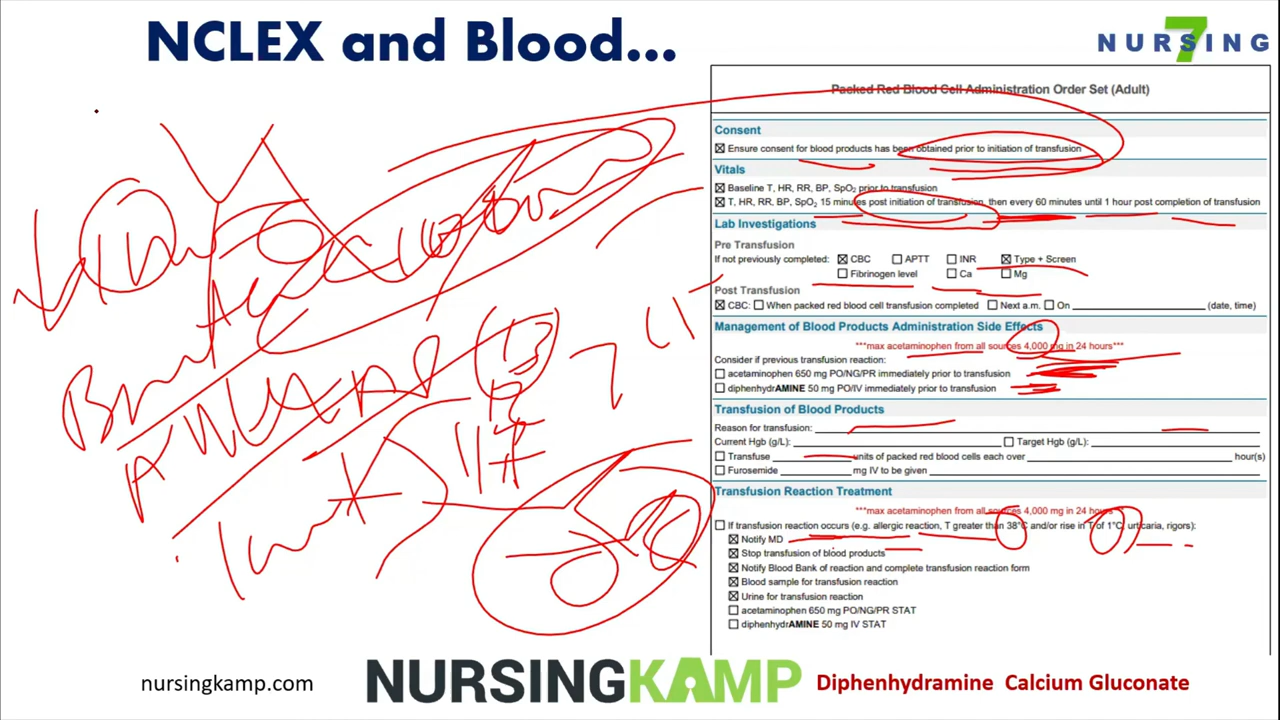 NCLEX and Blood...
7
NURSING
Packed Red Blood Cell Administration Order Set (Adult)
Consent
☒ Ensure consent for blood products has been obtained prior to initiation of transfusion
Vitals
☒ Baseline T, HR, RR, BP, SpO₂ prior to transfusion
☒ T, HR, RR, BP, SpO₂ 15 minutes post initiation of transfusion, then every 60 minutes until 1 hour post completion of transfusion
Lab Investigations
Pre Transfusion
If not previously completed: ☒ CBC ☐ APTT ☐ INR ☒ Type + Screen
☐ Fibrinogen level ☐ Ca ☐ Mg
Post Transfusion
☒ CBC: ☐ When packed red blood cell transfusion completed ☐ Next a.m. ☐ On ____________ (date, time)
Management of Blood Products Administration Side Effects
***max acetaminophen from all sources 4,000 mg in 24 hours***
Consider if previous transfusion reaction:
☐ acetaminophen 650 mg PO/NG/PR immediately prior to transfusion
☐ diphenhydrAMINE 50 mg PO/IV immediately prior to transfusion
Transfusion of Blood Products
Reason for transfusion: ____________
Current Hgb (g/L): ____________ ☐ Target Hgb (g/L): ____________
☐ Transfuse ________ units of packed red blood cells each over ____________ hour(s)
☐ Furosemide ____________ mg IV to be given ____________
Transfusion Reaction Treatment
***max acetaminophen from all sources 4,000 mg in 24 hours***
☐ If transfusion reaction occurs (e.g. allergic reaction, T greater than 38°C and/or rise in T of 1°C, urticaria, rigors):
☒ Notify MD
☒ Stop transfusion of blood products
☒ Notify Blood Bank of reaction and complete transfusion reaction form
☒ Blood sample for transfusion reaction
☒ Urine for transfusion reaction
☐ acetaminophen 650 mg PO/NG/PR STAT
☐ diphenhydrAMINE 50 mg IV STAT
nursingkamp.com
NURSINGKAMP
Diphenhydramine Calcium Gluconate